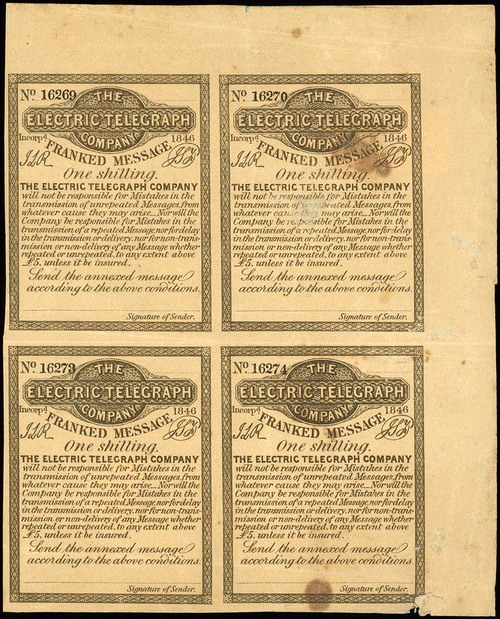 No. 16269
THE
ELECTRIC TELEGRAPH
COMPANY
Incorpd. 1846
FRANKED MESSAGE
One shilling.
THE ELECTRIC TELEGRAPH COMPANY
will not be responsible for Mistakes in the
transmission of unrepeated Messages, from
whatever cause they may arise_ Nor will the
Company be responsible for Mistakes in the
transmission of a repeated Message, nor for delay
in the transmission or delivery, nor for non-trans-
mission or non-delivery of any Message whether
repeated or unrepeated, to any extent above
£5. unless it be insured.
Send the annexed message
according to the above conditions.
Signature of Sender.
No. 16270
THE
ELECTRIC TELEGRAPH
COMPANY
Incorpd. 1846
FRANKED MESSAGE
One shilling.
THE ELECTRIC TELEGRAPH COMPANY
will not be responsible for Mistakes in the
transmission of unrepeated Messages, from
whatever cause they may arise_ Nor will the
Company be responsible for Mistakes in the
transmission of a repeated Message, nor for delay
in the transmission or delivery, nor for non-trans-
mission or non-delivery of any Message whether
repeated or unrepeated, to any extent above
£5. unless it be insured.
Send the annexed message
according to the above conditions.
Signature of Sender.
No. 16273
THE
ELECTRIC TELEGRAPH
COMPANY
Incorpd. 1846
FRANKED MESSAGE
One shilling.
THE ELECTRIC TELEGRAPH COMPANY
will not be responsible for Mistakes in the
transmission of unrepeated Messages, from
whatever cause they may arise_ Nor will the
Company be responsible for Mistakes in the
transmission of a repeated Message, nor for delay
in the transmission or delivery, nor for non-trans-
mission or non-delivery of any Message whether
repeated or unrepeated, to any extent above
£5. unless it be insured.
Send the annexed message
according to the above conditions.
Signature of Sender.
No. 16274
THE
ELECTRIC TELEGRAPH
COMPANY
Incorpd. 1846
FRANKED MESSAGE
One shilling.
THE ELECTRIC TELEGRAPH COMPANY
will not be responsible for Mistakes in the
transmission of unrepeated Messages, from
whatever cause they may arise_ Nor will the
Company be responsible for Mistakes in the
transmission of a repeated Message, nor for delay
in the transmission or delivery, nor for non-trans-
mission or non-delivery of any Message whether
repeated or unrepeated, to any extent above
£5. unless it be insured.
Send the annexed message
according to the above conditions.
Signature of Sender.